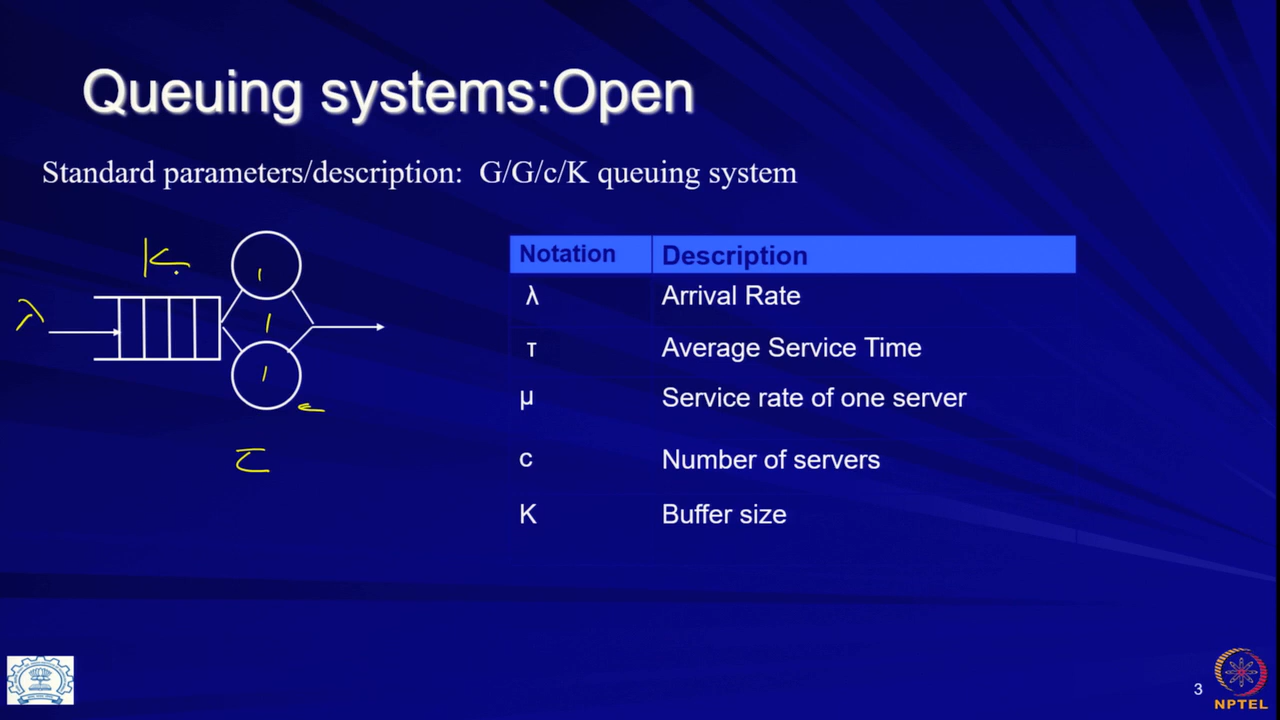 Queuing systems:Open
Standard parameters/description: G/G/c/K queuing system
K
λ
τ
Notation Description
λ Arrival Rate
τ Average Service Time
μ Service rate of one server
c Number of servers
K Buffer size
3
NPTEL